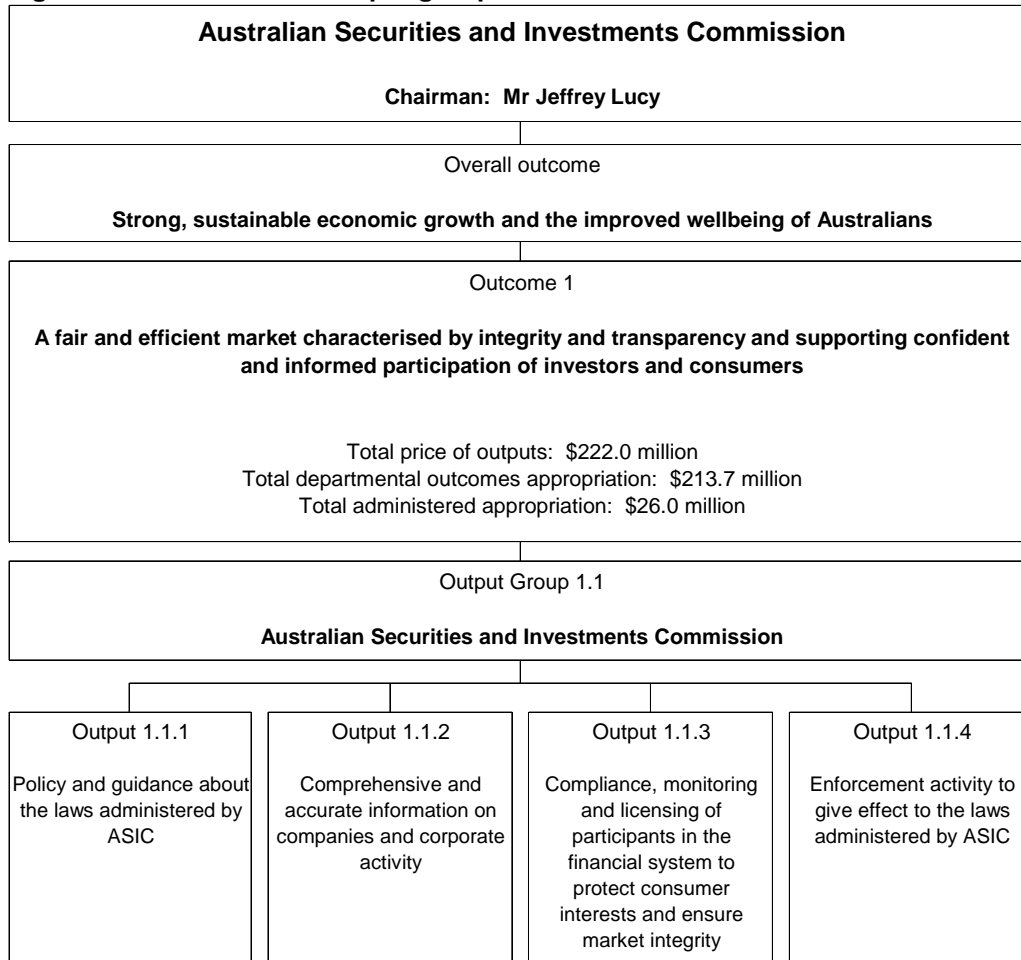 Australian Securities and Investments Commission
Chairman: Mr Jeffrey Lucy
Overall outcome
Strong, sustainable economic growth and the improved wellbeing of Australians
Outcome 1
A fair and efficient market characterised by integrity and transparency and supporting confident
and informed participation of investors and consumers
Total price of outputs: $222.0 million
Total departmental outcomes appropriation: $213.7 million
Total administered appropriation: $26.0 million
Output Group 1.1
Australian Securities and Investments Commission
Output 1.1.1
Policy and guidance about
the laws administered by
ASIC
Output 1.1.2
Comprehensive and
accurate information on
companies and corporate
activity
Output 1.1.3
Compliance, monitoring
and licensing of
participants in the
financial system to
protect consumer
interests and ensure
market integrity
Output 1.1.4
Enforcement activity to
give effect to the laws
administered by ASIC